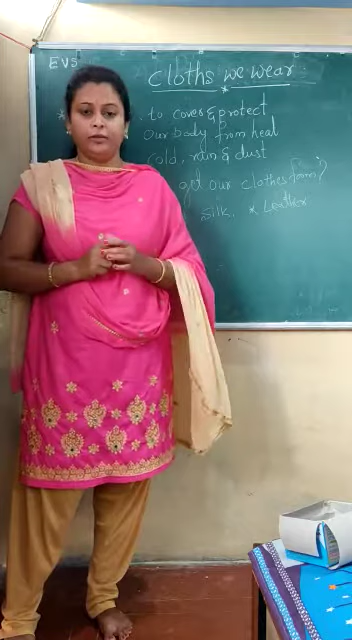 EVS
cloths we wear
* to cover & protect
Our body from heat
cold, rain & dust
get our clothes from?
silk. * Leather